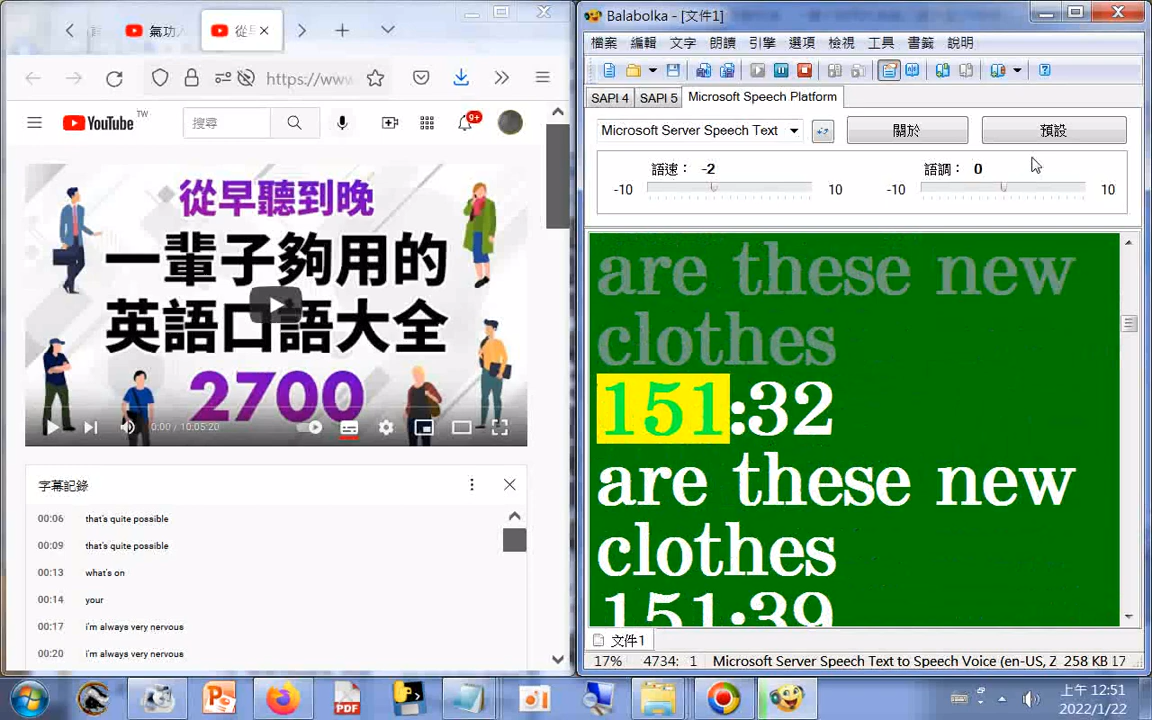 氣功
從
https://www
YouTube TW
搜尋
9+
從早聽到晚
一輩子夠用的
英語口語大全
2700
0:00 / 10:05:20
字幕記錄
00:06 that's quite possible
00:09 that's quite possible
00:13 what's on
00:14 your
00:17 i'm always very nervous
00:20 i'm always very nervous
Balabolka - [文件1]
檔案 編輯 文字 朗讀 引擎 選項 檢視 工具 書籤 說明
SAPI 4 SAPI 5 Microsoft Speech Platform
Microsoft Server Speech Text 關於 預設
語速： -2 語調： 0
-10 10 -10 10
are these new
clothes
151:32
are these new
clothes
151:39
文件1
17% 4734: 1 Microsoft Server Speech Text to Speech Voice (en-US, Z 258 KB 17
PDF
上午 12:51
2022/1/22